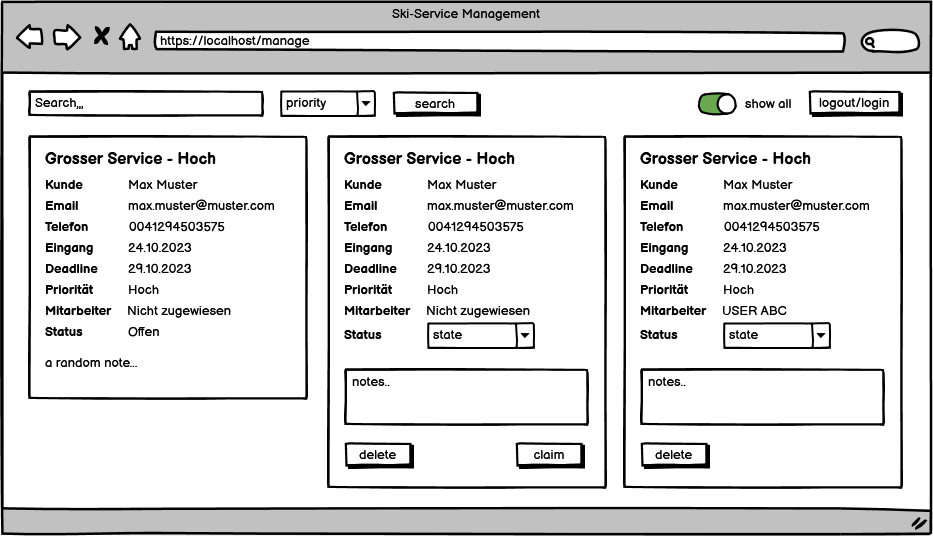 Ski-Service Management
https://localhost/manage
Search,,,
priority
search
show all
logout/login
Grosser Service - Hoch
Kunde Max Muster
Email max.muster@muster.com
Telefon 0041294503575
Eingang 24.10.2023
Deadline 29.10.2023
Priorität Hoch
Mitarbeiter Nicht zugewiesen
Status Offen
a random note...
Grosser Service - Hoch
Kunde Max Muster
Email max.muster@muster.com
Telefon 0041294503575
Eingang 24.10.2023
Deadline 29.10.2023
Priorität Hoch
Mitarbeiter Nicht zugewiesen
Status state
notes..
delete claim
Grosser Service - Hoch
Kunde Max Muster
Email max.muster@muster.com
Telefon 0041294503575
Eingang 24.10.2023
Deadline 29.10.2023
Priorität Hoch
Mitarbeiter USER ABC
Status state
notes..
delete